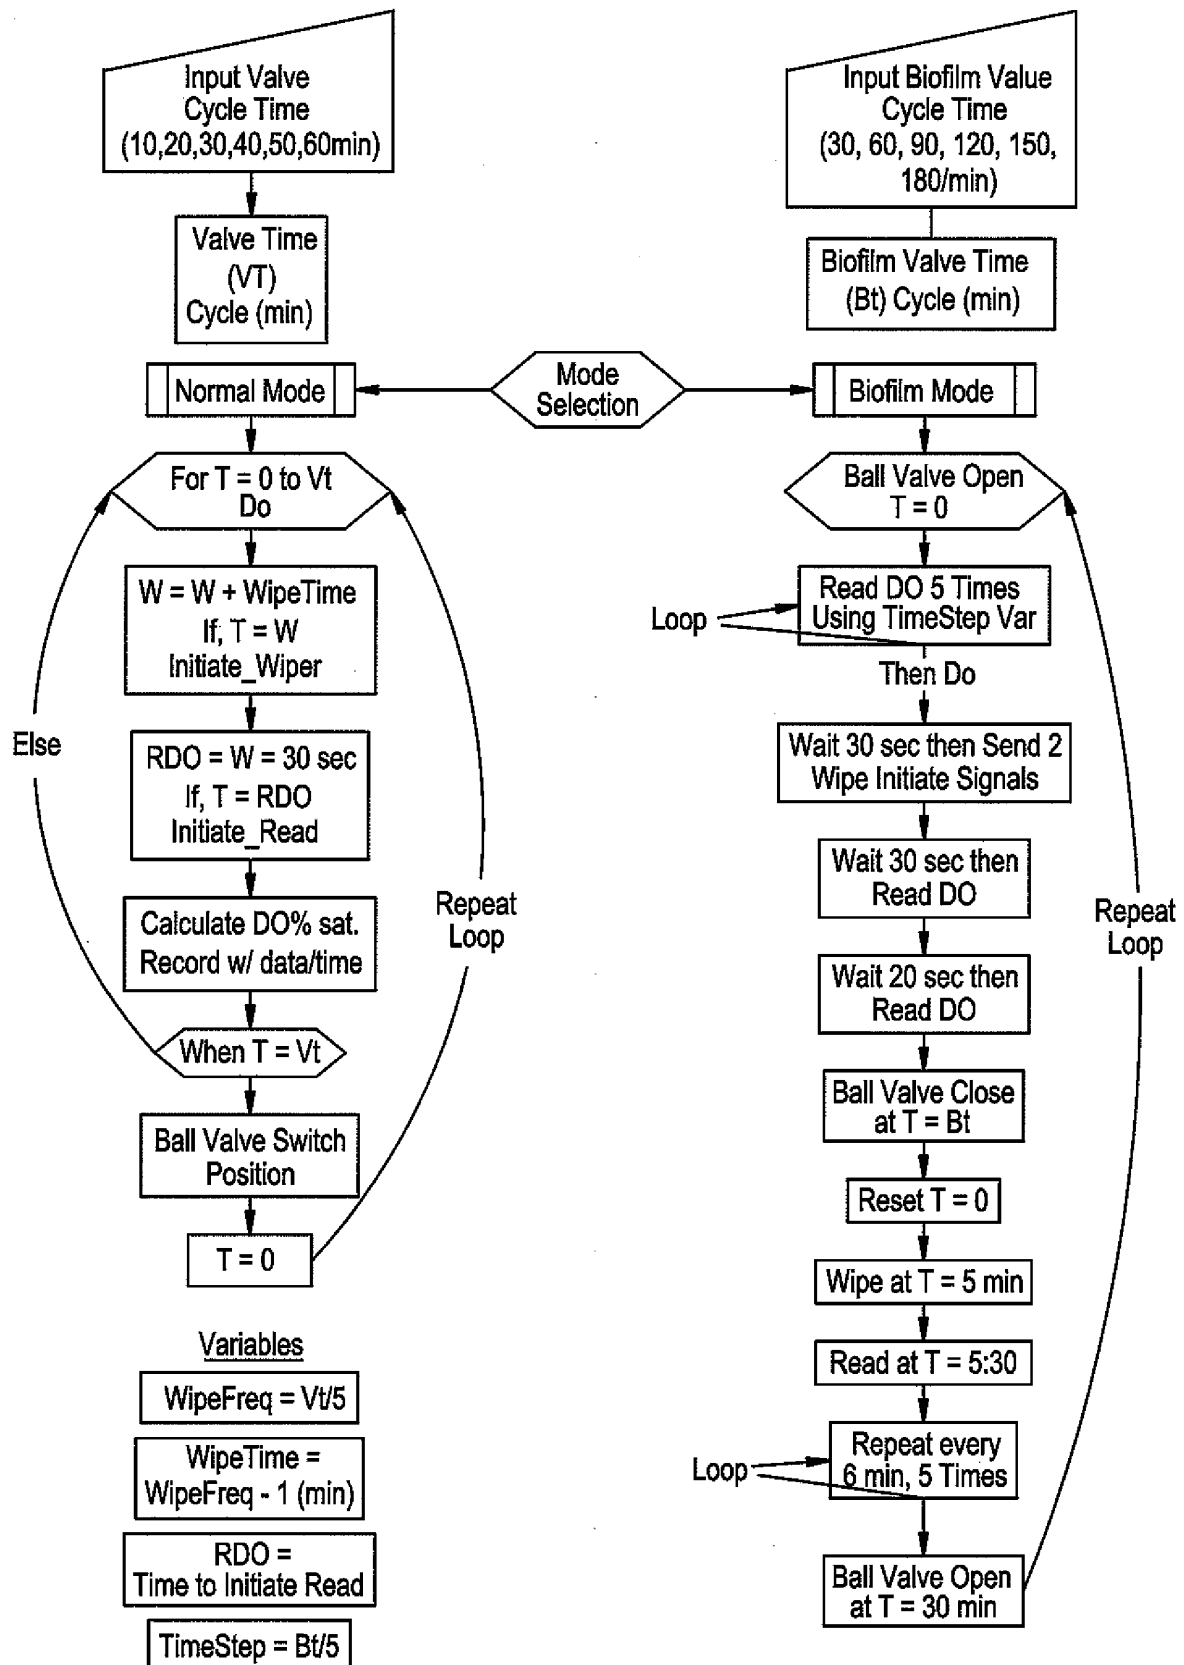 Input Valve
Cycle Time
(10,20,30,40,50,60min)
Valve Time
(VT)
Cycle (min)
Normal Mode
For T = 0 to Vt
Do
W = W + WipeTime
If, T = W
Initiate_Wiper
RDO = W = 30 sec
If, T = RDO
Initiate_Read
Calculate DO% sat.
Record w/ data/time
When T = Vt
Ball Valve Switch
Position
T = 0
Else
Repeat
Loop
Variables
WipeFreq = Vt/5
WipeTime =
WipeFreq - 1 (min)
RDO =
Time to Initiate Read
TimeStep = Bt/5
Mode
Selection
Input Biofilm Value
Cycle Time
(30, 60, 90, 120, 150,
180/min)
Biofilm Valve Time
(Bt) Cycle (min)
Biofilm Mode
Ball Valve Open
T = 0
Loop
Read DO 5 Times
Using TimeStep Var
Then Do
Wait 30 sec then Send 2
Wipe Initiate Signals
Wait 30 sec then
Read DO
Wait 20 sec then
Read DO
Ball Valve Close
at T = Bt
Reset T = 0
Wipe at T = 5 min
Read at T = 5:30
Loop
Repeat every
6 min, 5 Times
Ball Valve Open
at T = 30 min
Repeat
Loop